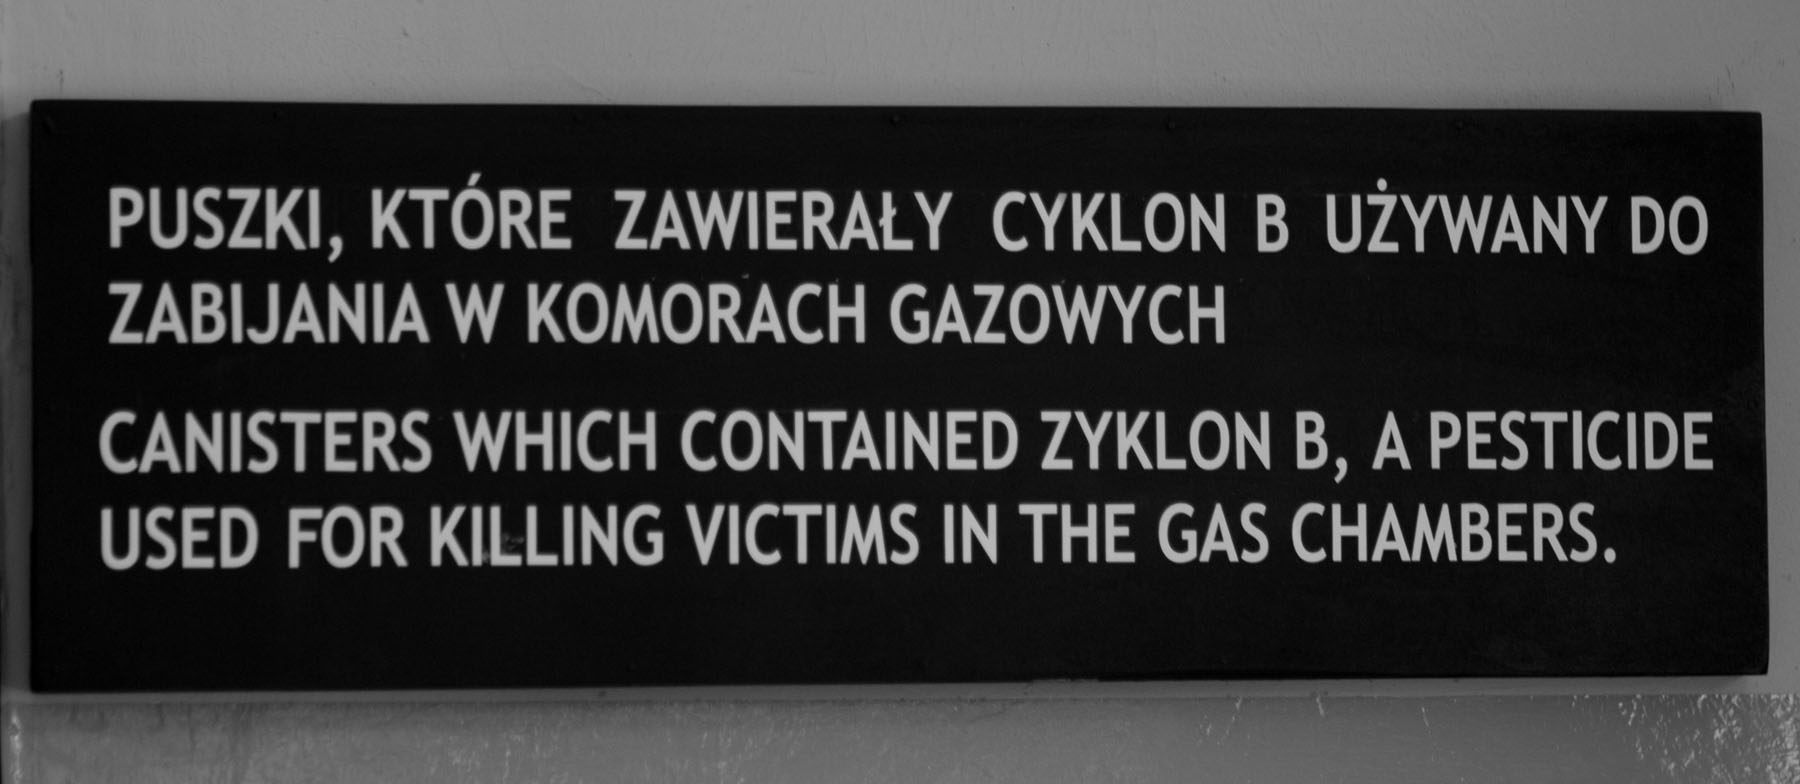 PUSZKI, KTÓRE ZAWIERAŁY CYKLON B UŻYWANY DO
ZABIJANIA W KOMORACH GAZOWYCH
CANISTERS WHICH CONTAINED ZYKLON B, A PESTICIDE
USED FOR KILLING VICTIMS IN THE GAS CHAMBERS.